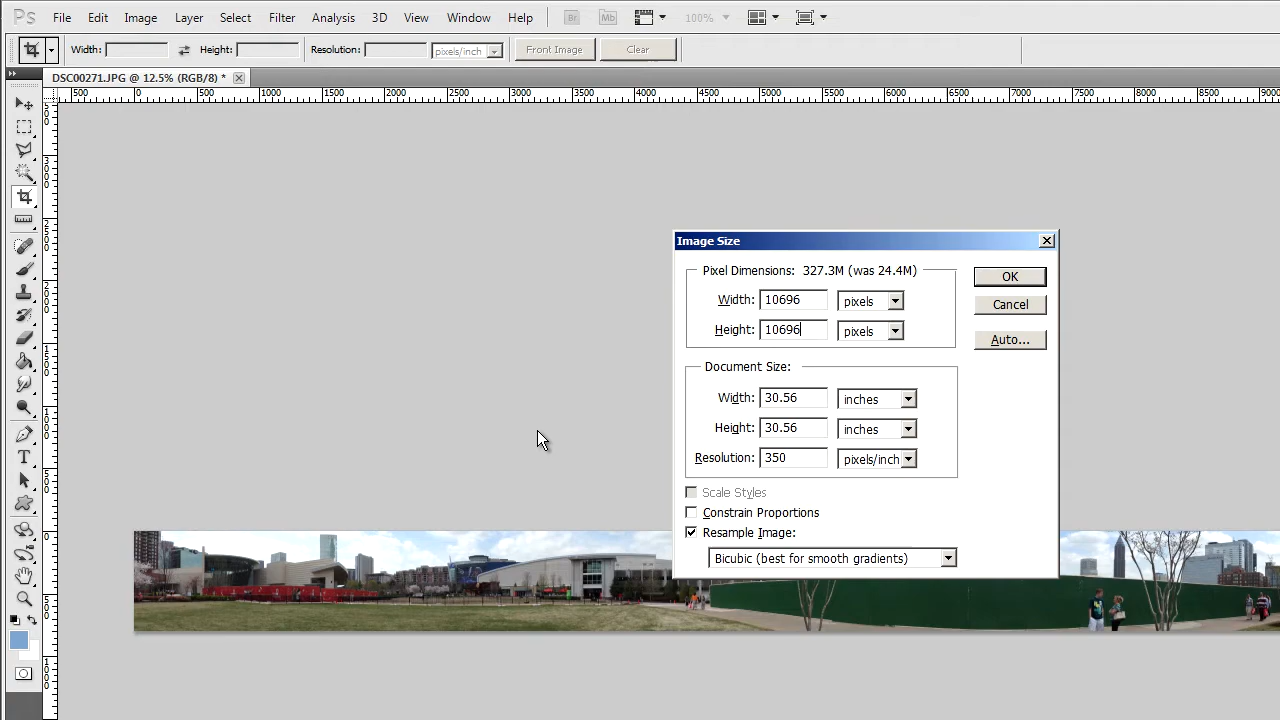 Ps File Edit Image Layer Select Filter Analysis 3D View Window Help Br Mb 100%
Width: Height: Resolution: pixels/inch Front Image Clear
DSC00271.JPG @ 12.5% (RGB/8) *
500 0 500 1000 1500 2000 2500 3000 3500 4000 4500 5000 5500 6000 6500 7000 7500 8000 8500 9000
Image Size
Pixel Dimensions: 327.3M (was 24.4M)
OK
Width: 10696 pixels
Cancel
Height: 10696 pixels
Auto...
Document Size:
Width: 30.56 inches
Height: 30.56 inches
Resolution: 350 pixels/inch
Scale Styles
Constrain Proportions
Resample Image:
Bicubic (best for smooth gradients)